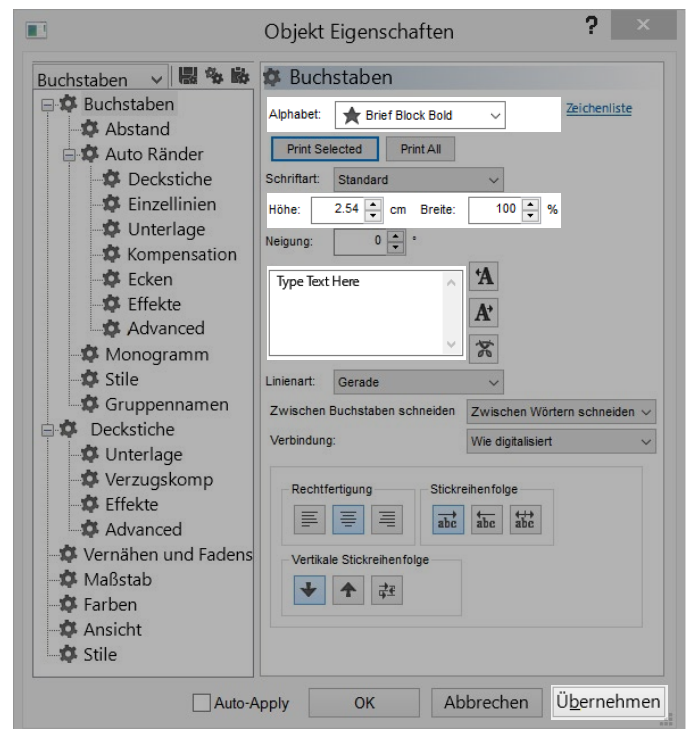 Objekt Eigenschaften
?
×
Buchstaben
Buchstaben
Abstand
Auto Ränder
Deckstiche
Einzellinien
Unterlage
Kompensation
Ecken
Effekte
Advanced
Monogramm
Stile
Gruppennamen
Deckstiche
Unterlage
Verzugskomp
Effekte
Advanced
Vernähen und Fadens
Maßstab
Farben
Ansicht
Stile
Buchstaben
Alphabet: Brief Block Bold Zeichenliste
Print Selected Print All
Schriftart: Standard
Höhe: 2.54 cm Breite: 100 %
Neigung: 0 °
Type Text Here
A
A
Linienart: Gerade
Zwischen Buchstaben schneiden Zwischen Wörtern schneiden
Verbindung: Wie digitalisiert
Rechtfertigung Stickreihenfolge
abc abc abc
Vertikale Stickreihenfolge
Auto-Apply OK Abbrechen Übernehmen